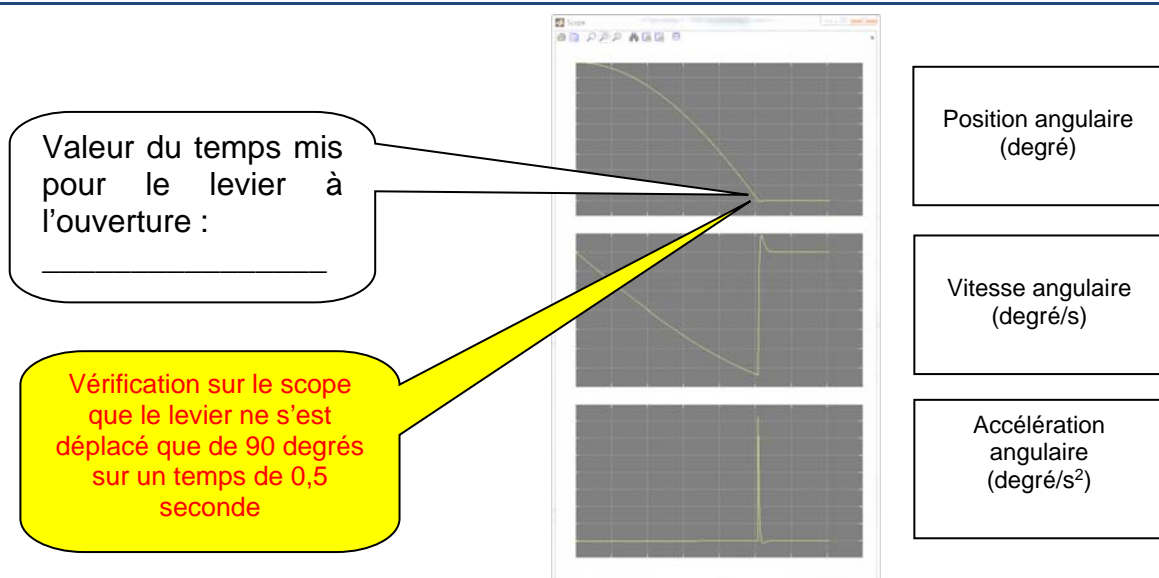 Scope
Valeur du temps mis
pour le levier à
l'ouverture :
_________________
Vérification sur le scope
que le levier ne s'est
déplacé que de 90 degrés
sur un temps de 0,5
seconde
Position angulaire
(degré)
Vitesse angulaire
(degré/s)
Accélération
angulaire
(degré/s²)